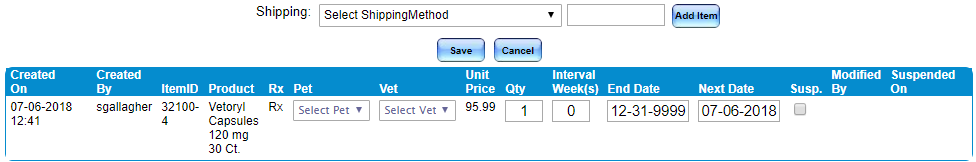 Shipping: Select ShippingMethod Add Item
Save Cancel
Created On Created By ItemID Product Rx Pet Vet Unit Price Qty Interval Week(s) End Date Next Date Susp. Modified By Suspended On
07-06-2018 sgallagher 32100- Vetoryl Rx Select Pet Select Vet 95.99 1 0 12-31-9999 07-06-2018
12:41 4 Capsules
120 mg
30 Ct.